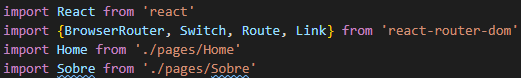 import React from 'react'
import {BrowserRouter, Switch, Route, Link} from 'react-router-dom'
import Home from './pages/Home'
import Sobre from './pages/Sobre'